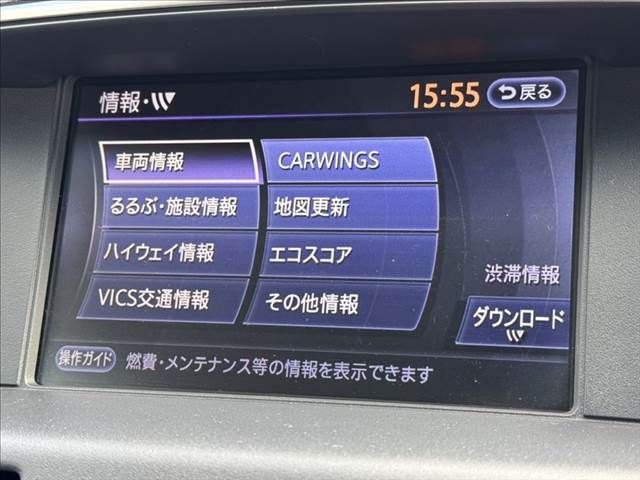 情報・
15:55
戻る
車両情報
CARWINGS
るるぶ・施設情報
地図更新
ハイウェイ情報
エコスコア
VICS交通情報
その他情報
渋滞情報
ダウンロード
操作ガイド
燃費・メンテナンス等の情報を表示できます